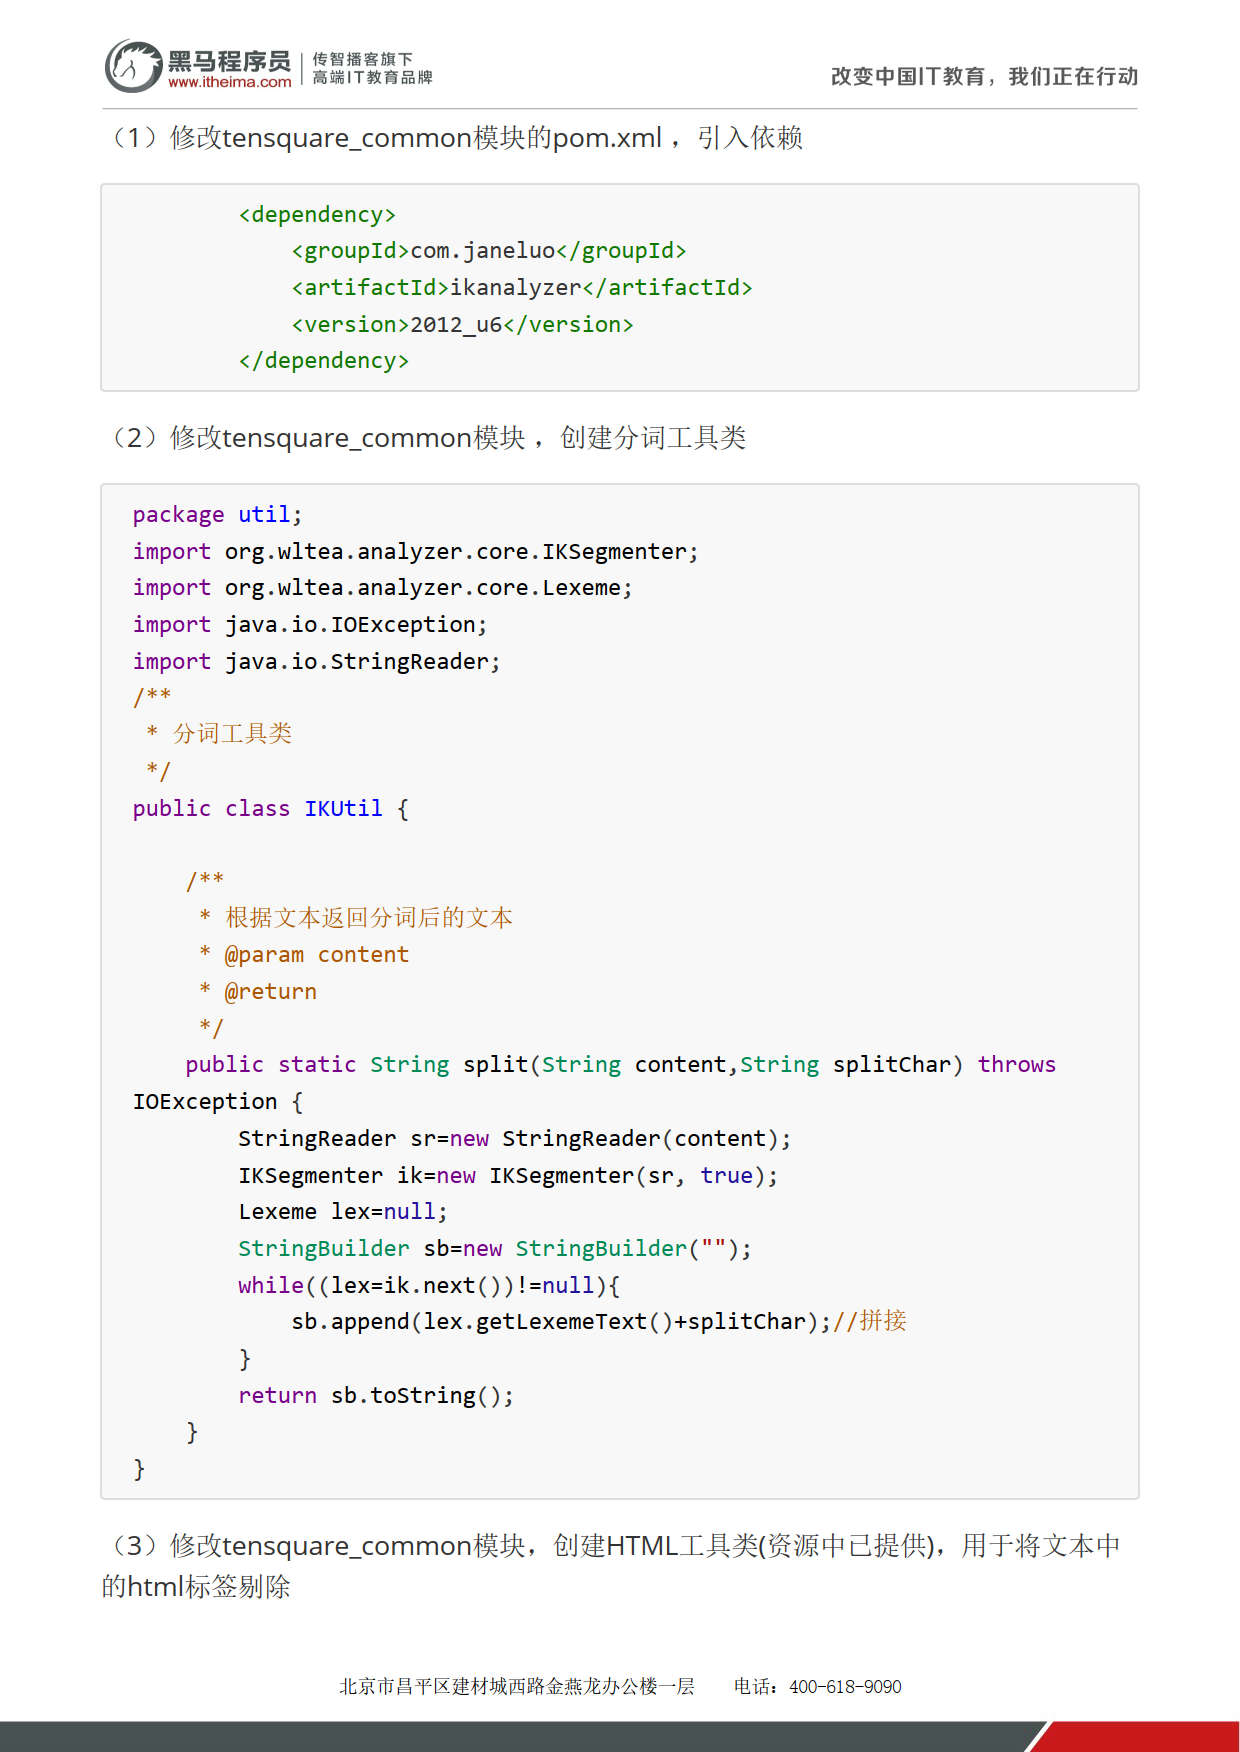 黑马程序员
www.itheima.com
传智播客旗下
高端IT教育品牌
改变中国IT教育，我们正在行动
（1）修改tensquare_common模块的pom.xml ，引入依赖
        <dependency>
            <groupId>com.janeluo</groupId>
            <artifactId>ikanalyzer</artifactId>
            <version>2012_u6</version>
        </dependency>
（2）修改tensquare_common模块 ，创建分词工具类
package util;
import org.wltea.analyzer.core.IKSegmenter;
import org.wltea.analyzer.core.Lexeme;
import java.io.IOException;
import java.io.StringReader;
/**
 * 分词工具类
 */
public class IKUtil {
    /**
     * 根据文本返回分词后的文本
     * @param content
     * @return
     */
    public static String split(String content,String splitChar) throws
IOException {
        StringReader sr=new StringReader(content);
        IKSegmenter ik=new IKSegmenter(sr, true);
        Lexeme lex=null;
        StringBuilder sb=new StringBuilder("");
        while((lex=ik.next())!=null){
            sb.append(lex.getLexemeText()+splitChar);//拼接
        }
        return sb.toString();
    }
}
（3）修改tensquare_common模块，创建HTML工具类(资源中已提供)，用于将文本中
的html标签剔除
北京市昌平区建材城西路金燕龙办公楼一层 电话：400-618-9090